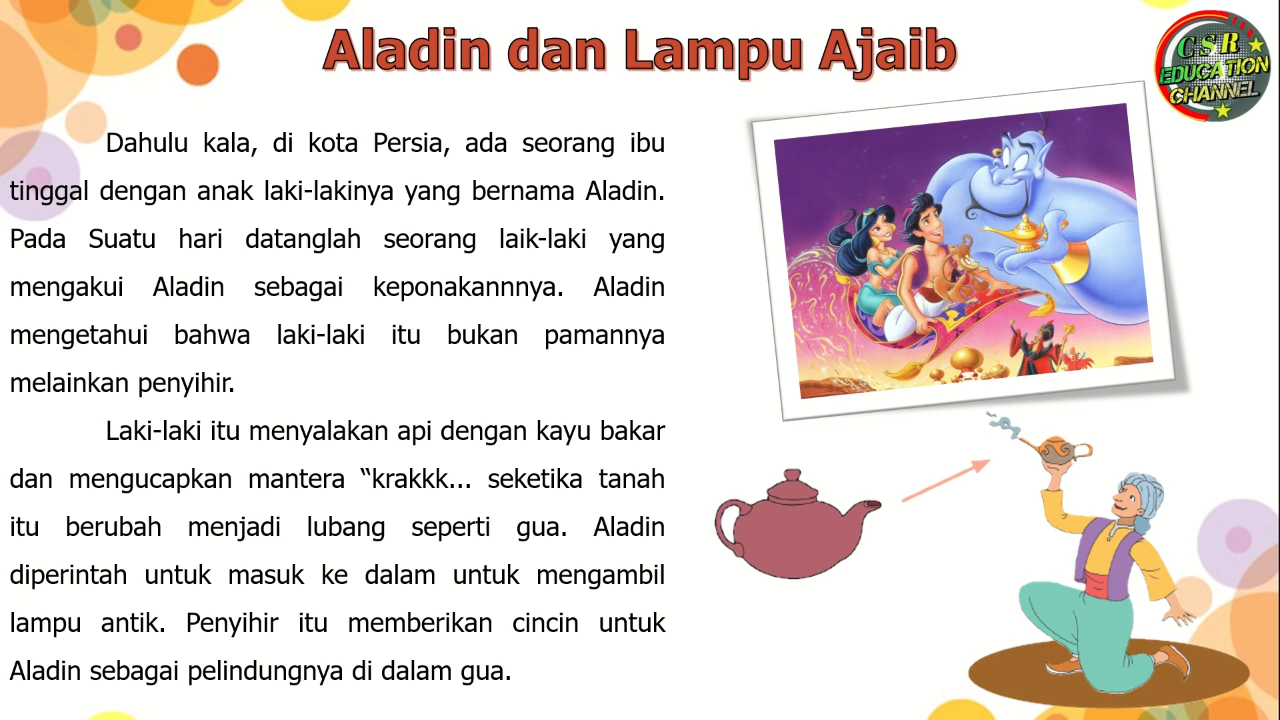 Aladin dan Lampu Ajaib
CSR
EDUCATION
CHANNEL
Dahulu kala, di kota Persia, ada seorang ibu
tinggal dengan anak laki-lakinya yang bernama Aladin.
Pada Suatu hari datanglah seorang laik-laki yang
mengakui Aladin sebagai keponakannnya. Aladin
mengetahui bahwa laki-laki itu bukan pamannya
melainkan penyihir.
Laki-laki itu menyalakan api dengan kayu bakar
dan mengucapkan mantera “krakkk... seketika tanah
itu berubah menjadi lubang seperti gua. Aladin
diperintah untuk masuk ke dalam untuk mengambil
lampu antik. Penyihir itu memberikan cincin untuk
Aladin sebagai pelindungnya di dalam gua.